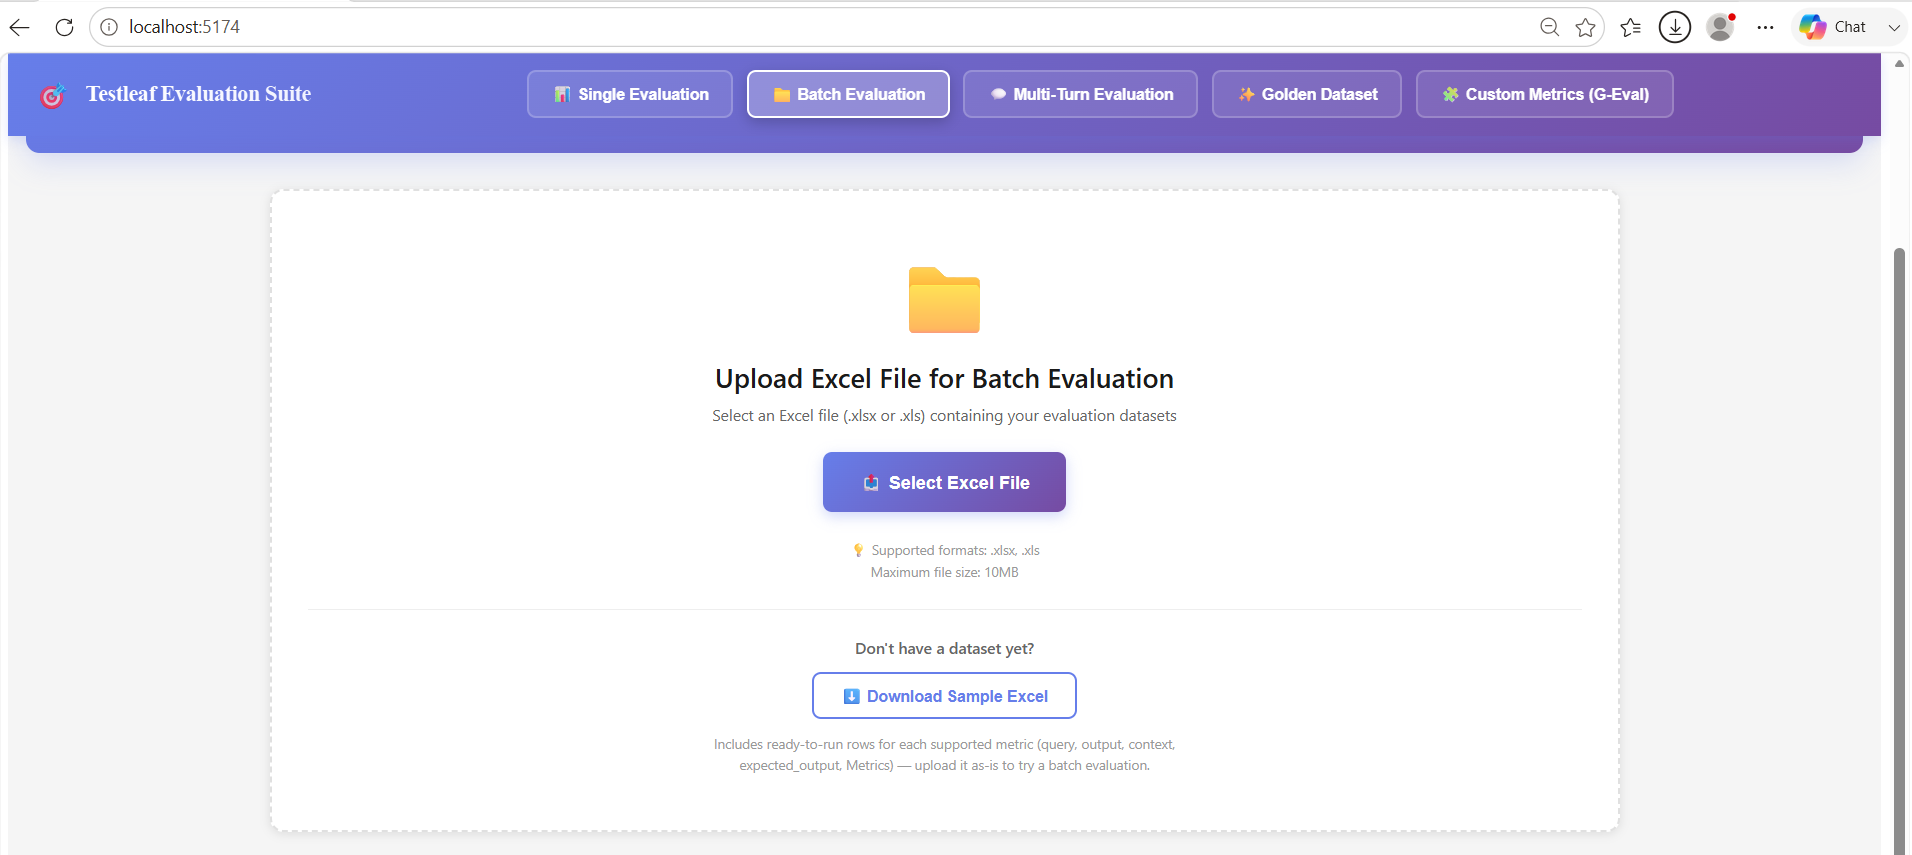 localhost:5174
Chat
Testleaf Evaluation Suite
Single Evaluation
Batch Evaluation
Multi-Turn Evaluation
Golden Dataset
Custom Metrics (G-Eval)
Upload Excel File for Batch Evaluation
Select an Excel file (.xlsx or .xls) containing your evaluation datasets
Select Excel File
Supported formats: .xlsx, .xls
Maximum file size: 10MB
Don't have a dataset yet?
Download Sample Excel
Includes ready-to-run rows for each supported metric (query, output, context,
expected_output, Metrics) — upload it as-is to try a batch evaluation.